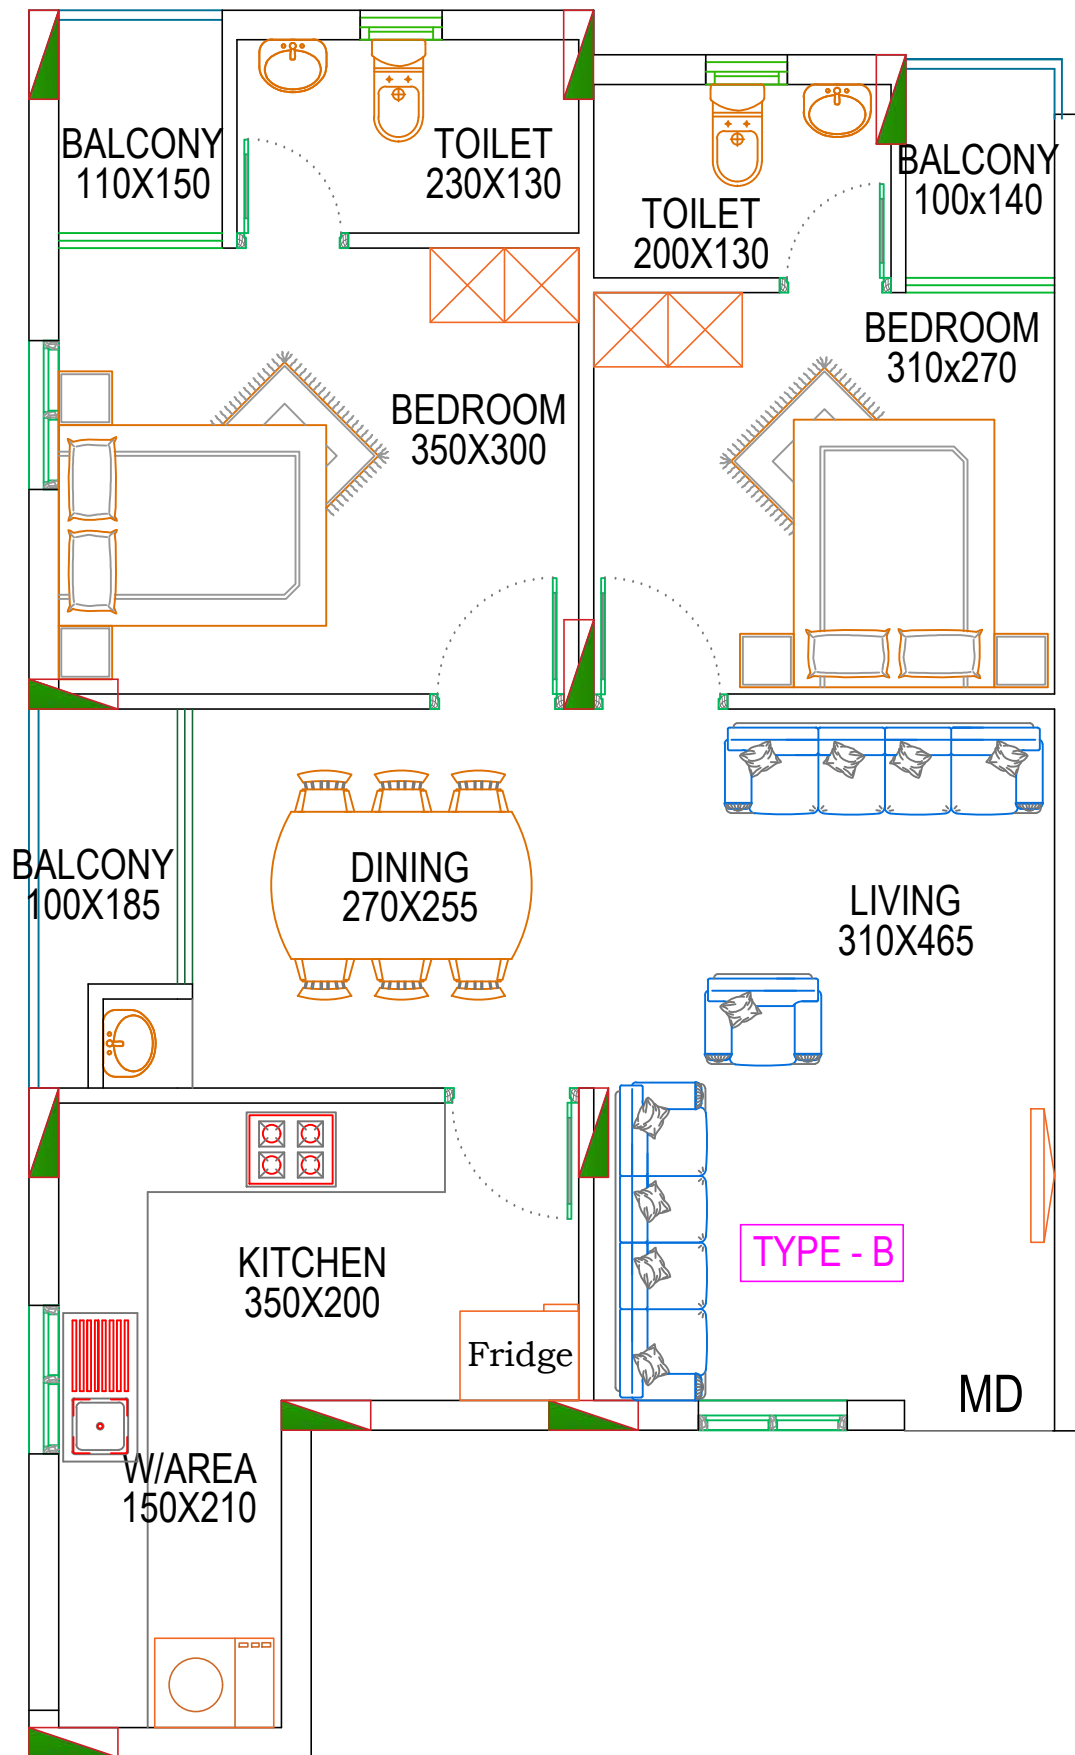 BALCONY
110X150
TOILET
230X130
TOILET
200X130
BALCONY
100x140
BEDROOM
350X300
BEDROOM
310x270
BALCONY
100X185
DINING
270X255
LIVING
310X465
KITCHEN
350X200
TYPE - B
Fridge
MD
W/AREA
150X210